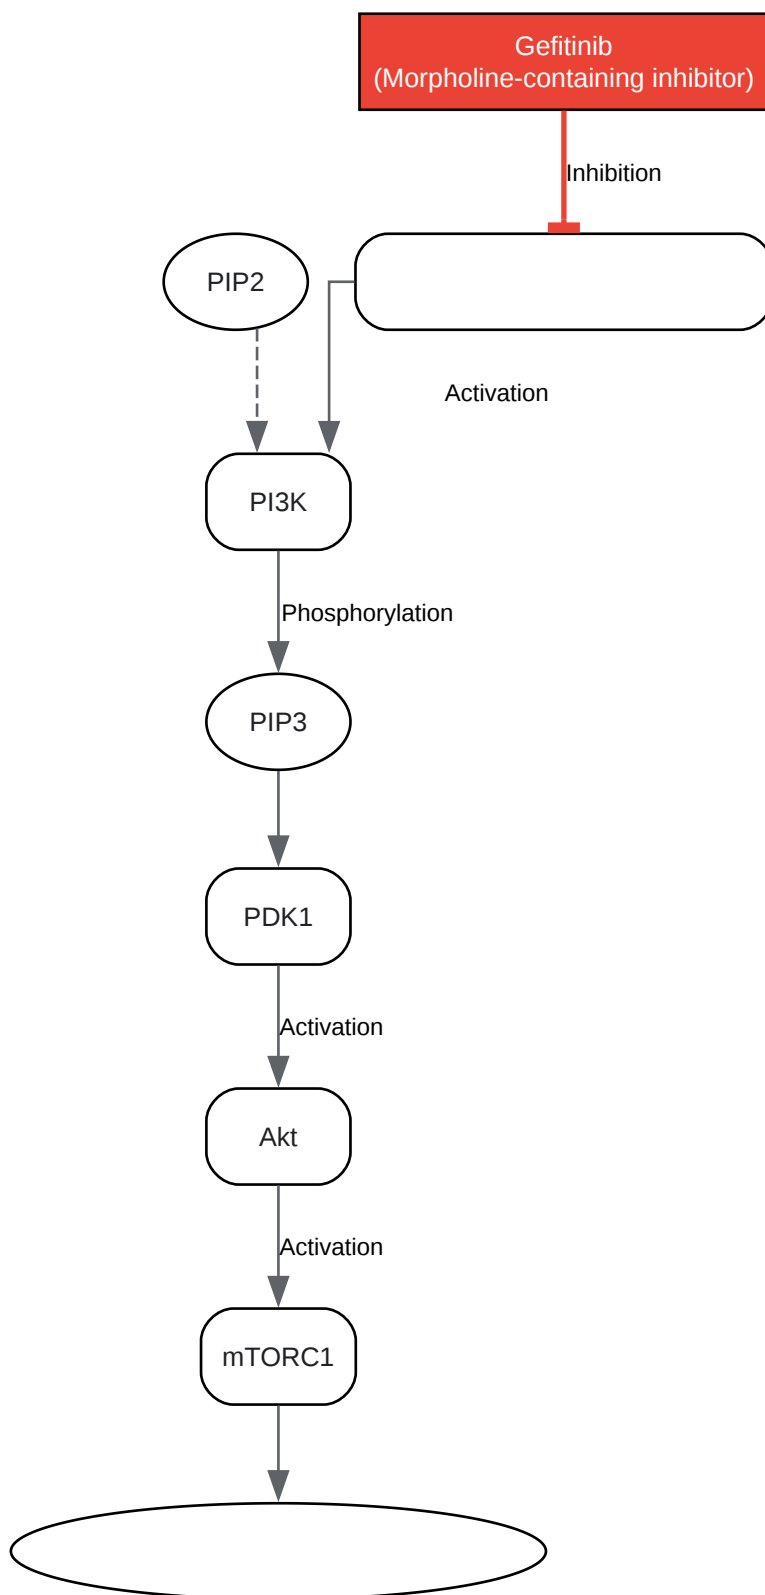 Gefitinib
(Morpholine-containing inhibitor)
Inhibition
PIP2
Activation
PI3K
Phosphorylation
PIP3
PDK1
Activation
Akt
Activation
mTORC1